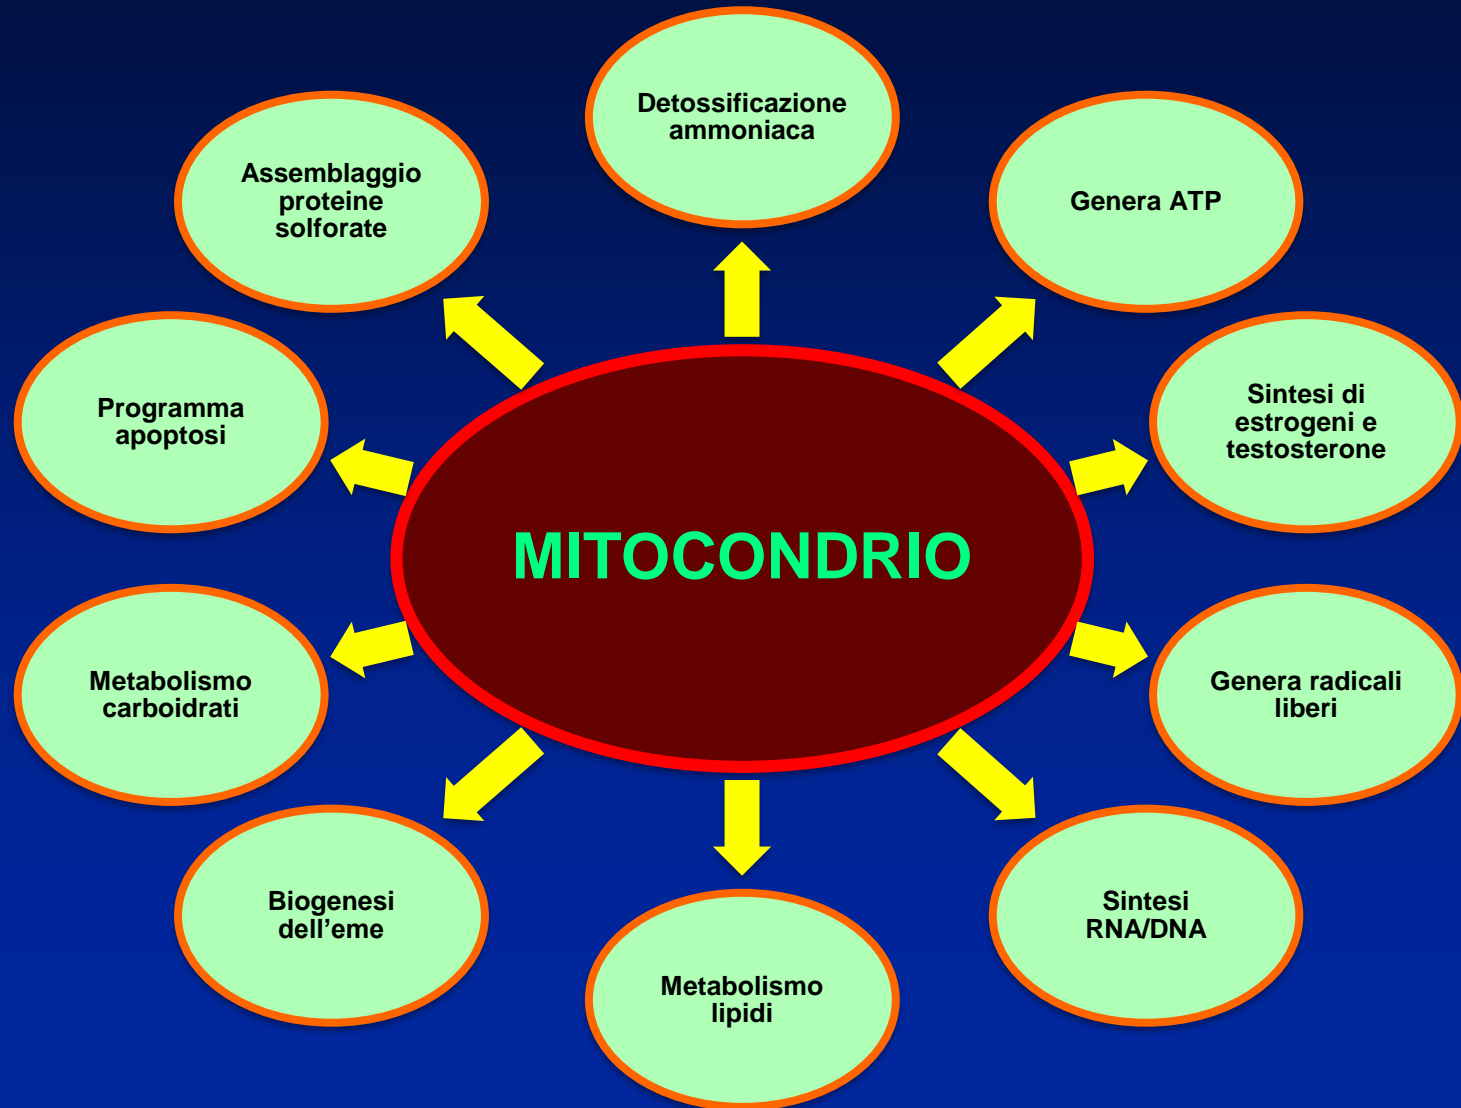 Detossificazione
ammoniaca
Assemblaggio
proteine
solforate
Genera ATP
Programma
apoptosi
Sintesi di
estrogeni e
testosterone
MITOCONDRIO
Metabolismo
carboidrati
Genera radicali
liberi
Biogenesi
dell’eme
Sintesi
RNA/DNA
Metabolismo
lipidi